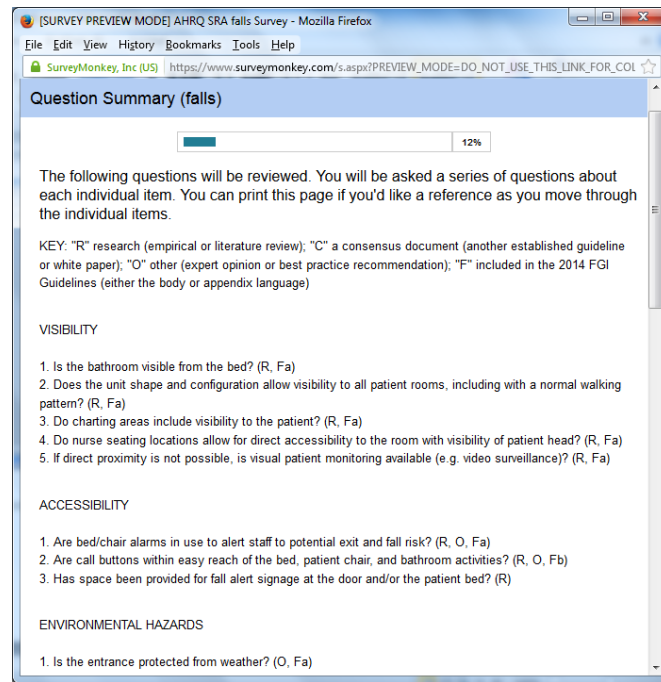 [SURVEY PREVIEW MODE] AHRQ SRA falls Survey - Mozilla Firefox
File Edit View History Bookmarks Tools Help
SurveyMonkey, Inc (US) https://www.surveymonkey.com/s.aspx?PREVIEW_MODE=DO_NOT_USE_THIS_LINK_FOR_COL
Question Summary (falls)
12%
The following questions will be reviewed. You will be asked a series of questions about
each individual item. You can print this page if you'd like a reference as you move through
the individual items.
KEY: "R" research (empirical or literature review); "C" a consensus document (another established guideline
or white paper); "O" other (expert opinion or best practice recommendation); "F" included in the 2014 FGI
Guidelines (either the body or appendix language)
VISIBILITY
1. Is the bathroom visible from the bed? (R, Fa)
2. Does the unit shape and configuration allow visibility to all patient rooms, including with a normal walking
pattern? (R, Fa)
3. Do charting areas include visibility to the patient? (R, Fa)
4. Do nurse seating locations allow for direct accessibility to the room with visibility of patient head? (R, Fa)
5. If direct proximity is not possible, is visual patient monitoring available (e.g. video surveillance)? (R, Fa)
ACCESSIBILITY
1. Are bed/chair alarms in use to alert staff to potential exit and fall risk? (R, O, Fa)
2. Are call buttons within easy reach of the bed, patient chair, and bathroom activities? (R, O, Fb)
3. Has space been provided for fall alert signage at the door and/or the patient bed? (R)
ENVIRONMENTAL HAZARDS
1. Is the entrance protected from weather? (O, Fa)